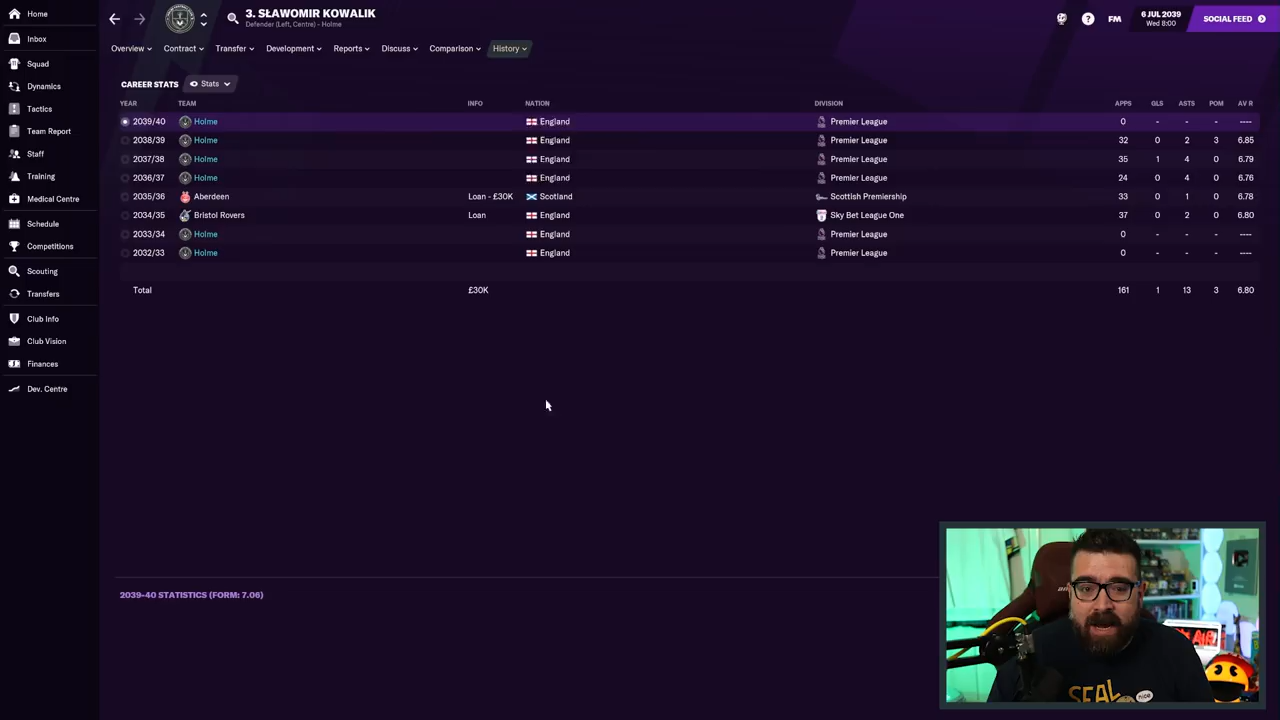 Home
Inbox
Squad
Dynamics
Tactics
Team Report
Staff
Training
Medical Centre
Schedule
Competitions
Scouting
Transfers
Club Info
Club Vision
Finances
Dev. Centre
3. SŁAWOMIR KOWALIK
Defender (Left, Centre) - Holme
? FM 6 JUL 2039 SOCIAL FEED
Wed 8:00
Overview Contract Transfer Development Reports Discuss Comparison History
CAREER STATS Stats
YEAR TEAM INFO NATION DIVISION APPS GLS ASTS POM AV R
2039/40 Holme England Premier League 0 - - - ----
2038/39 Holme England Premier League 32 0 2 3 6.85
2037/38 Holme England Premier League 35 1 4 0 6.79
2036/37 Holme England Premier League 24 0 4 0 6.76
2035/36 Aberdeen Loan - £30K Scotland Scottish Premiership 33 0 1 0 6.78
2034/35 Bristol Rovers Loan England Sky Bet League One 37 0 2 0 6.80
2033/34 Holme England Premier League 0 - - - ----
2032/33 Holme England Premier League 0 - - - ----
Total £30K 161 1 13 3 6.80
2039-40 STATISTICS (FORM: 7.06)
AIR
SEAL
nice